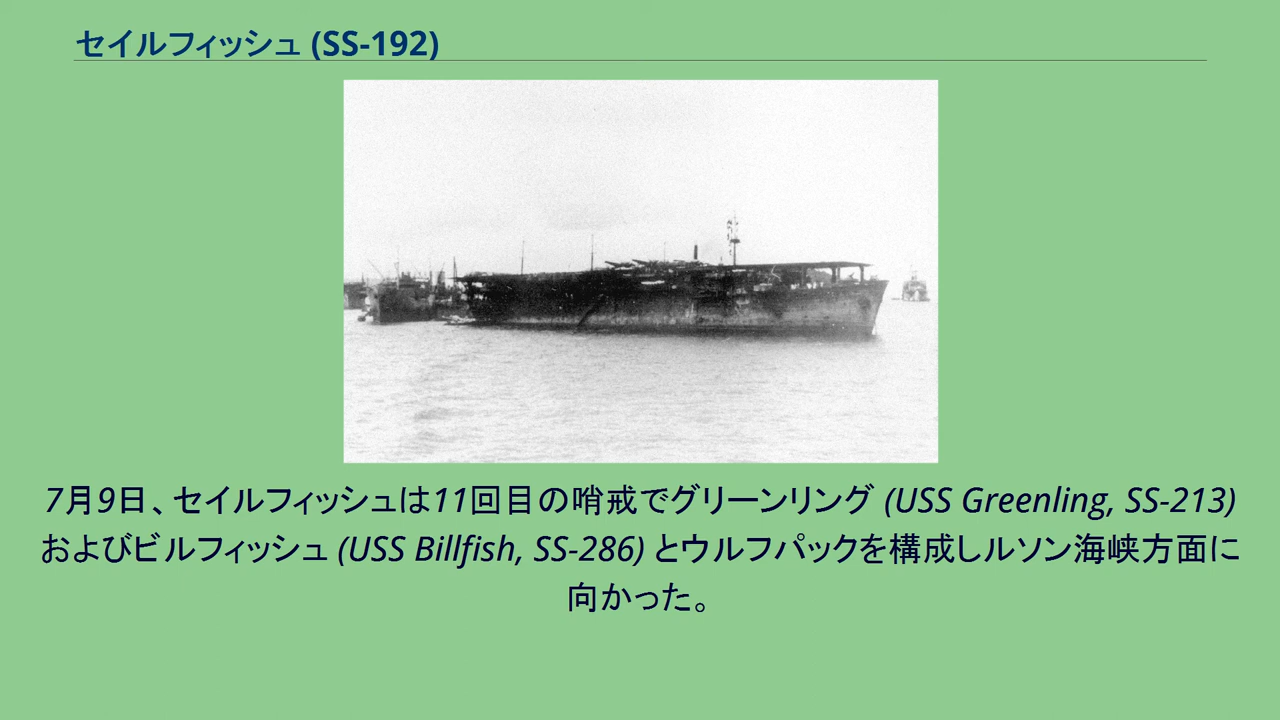 セイルフィッシュ (SS-192)
7月9日、セイルフィッシュは11回目の哨戒でグリーンリング (USS Greenling, SS-213)
およびビルフィッシュ (USS Billfish, SS-286) とウルフパックを構成しルソン海峡方面に
向かった。